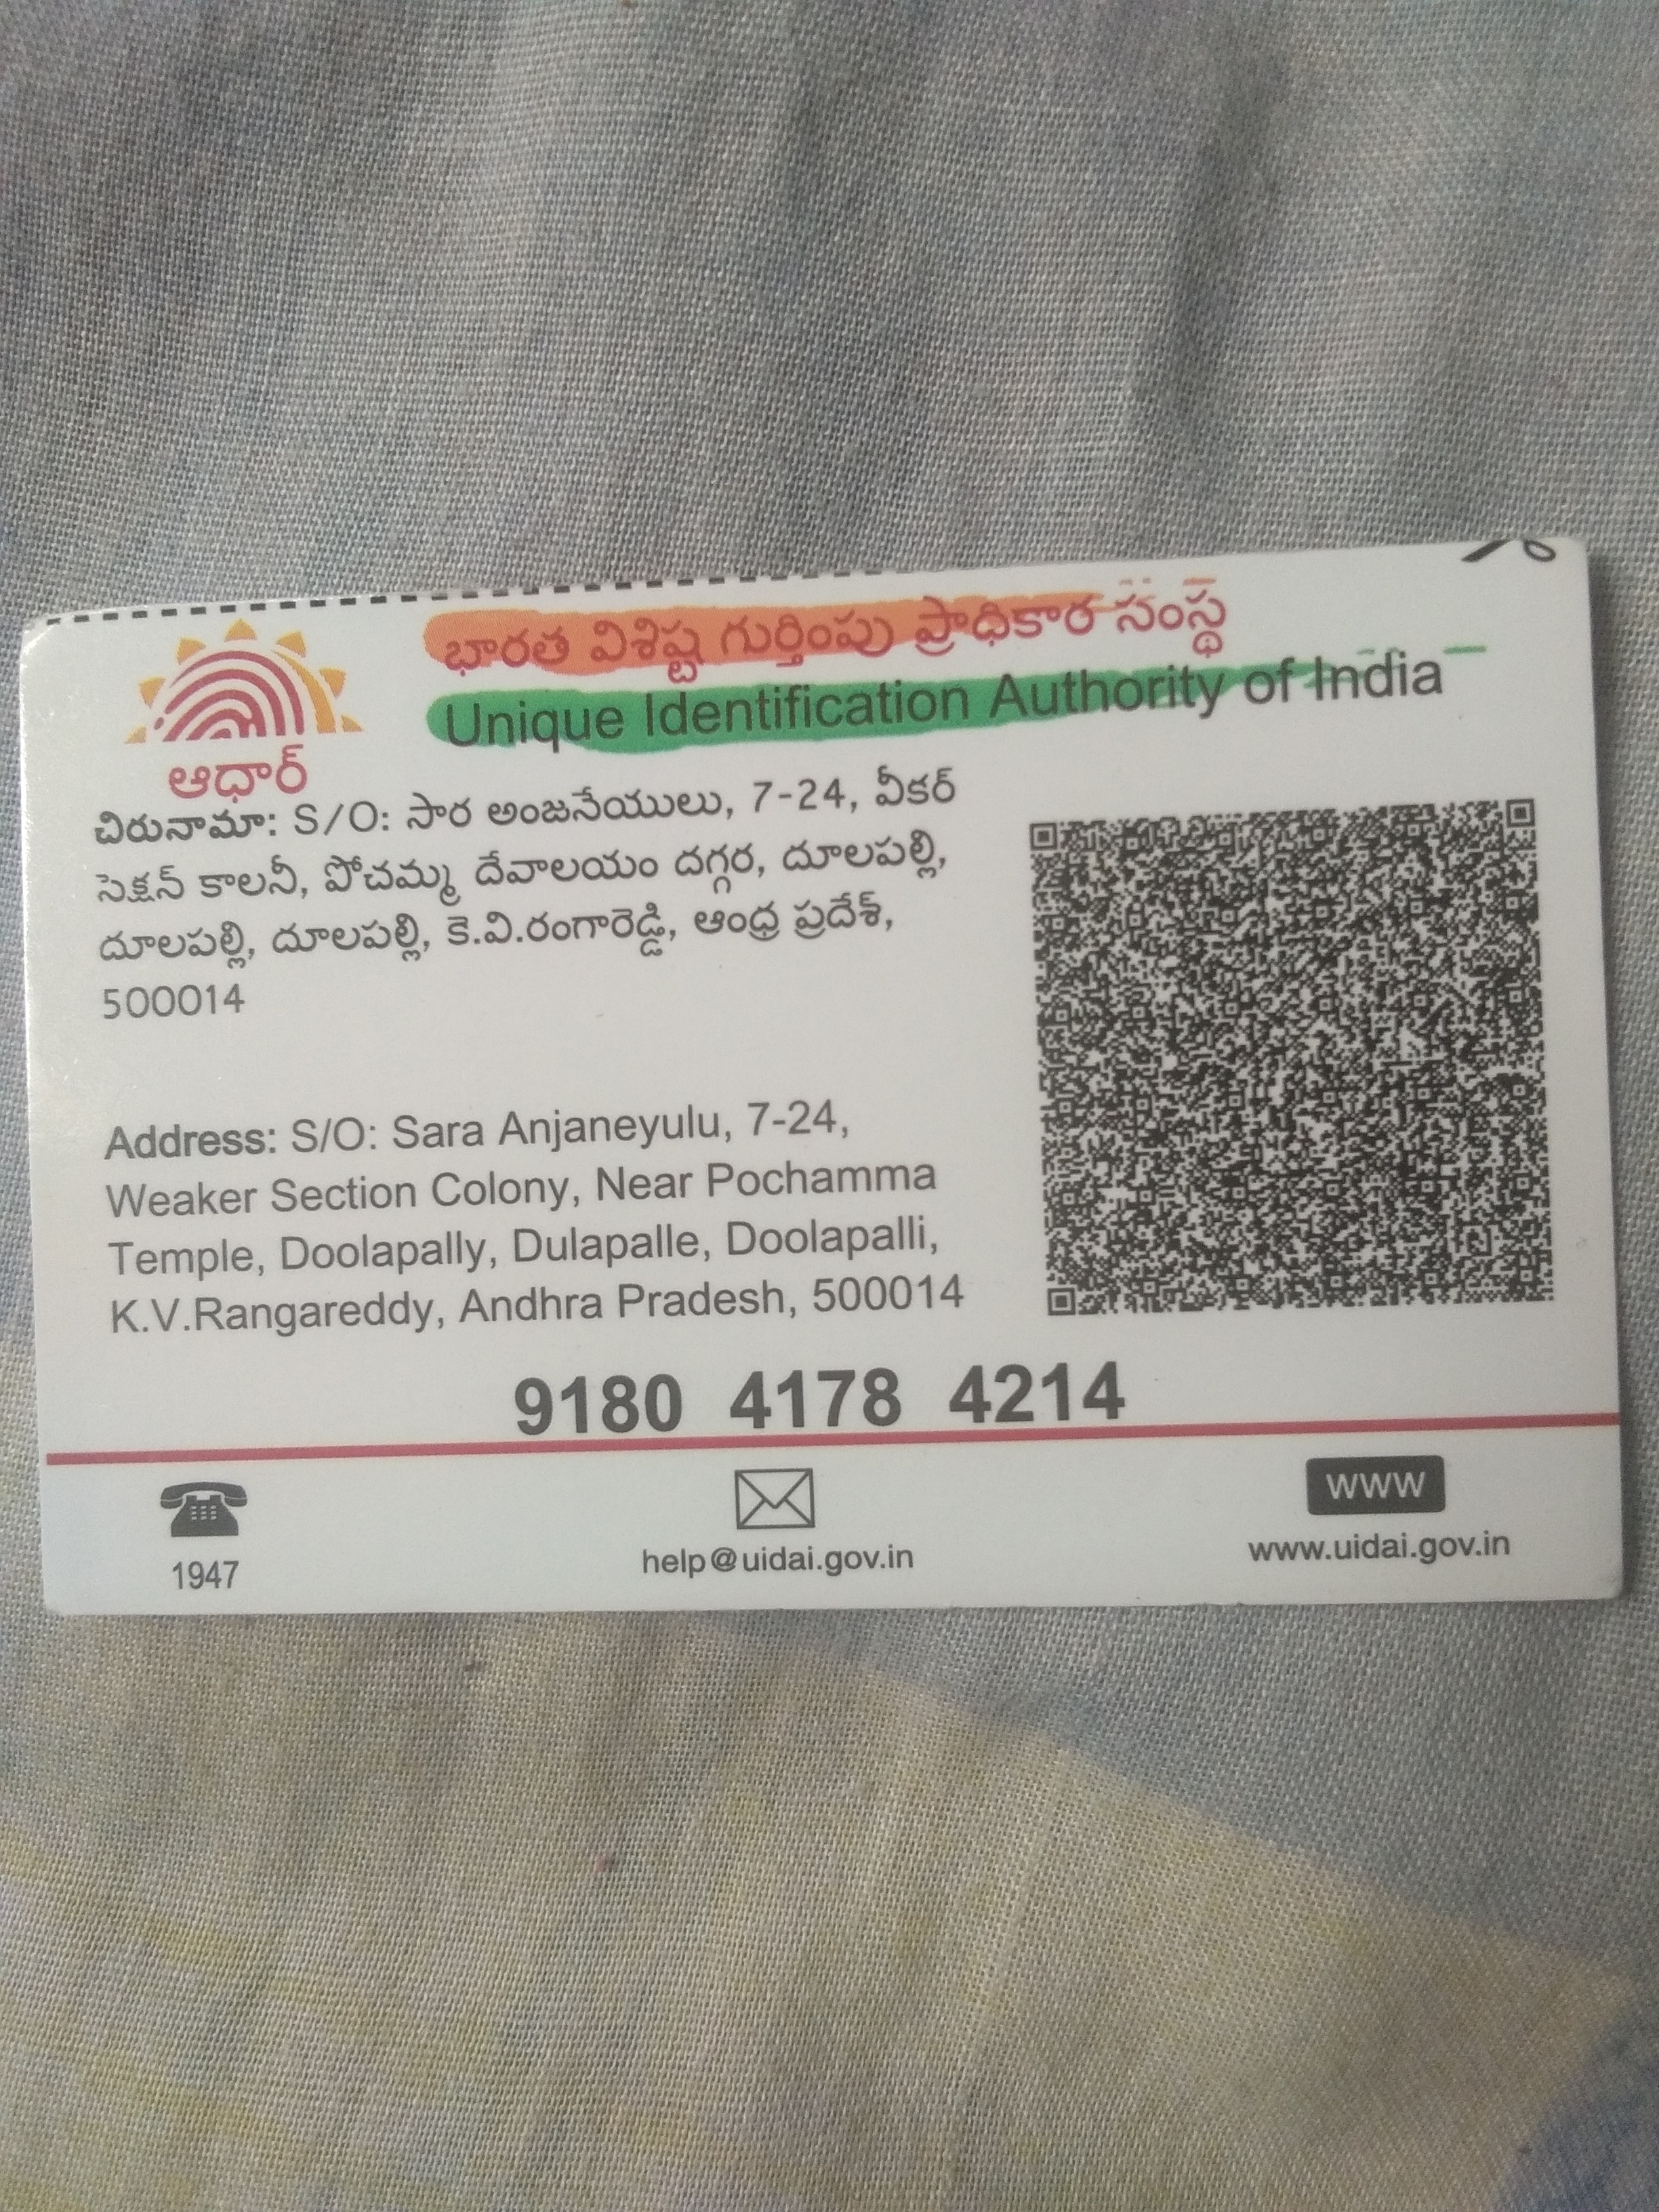 భారత విశిష్ట గుర్తింపు ప్రాధికార సంస్థ
Unique Identification Authority of India
ఆధార్
చిరునామా: S/O: సార అంజనేయులు, 7-24, వీకర్
సెక్షన్ కాలనీ, పోచమ్మ దేవాలయం దగ్గర, దూలపల్లి,
దూలపల్లి, దూలపల్లి, కె.వి.రంగారెడ్డి, ఆంధ్ర ప్రదేశ్,
500014
Address: S/O: Sara Anjaneyulu, 7-24,
Weaker Section Colony, Near Pochamma
Temple, Doolapally, Dulapalle, Doolapalli,
K.V.Rangareddy, Andhra Pradesh, 500014
9180 4178 4214
WWW
1947
help@uidai.gov.in
www.uidai.gov.in